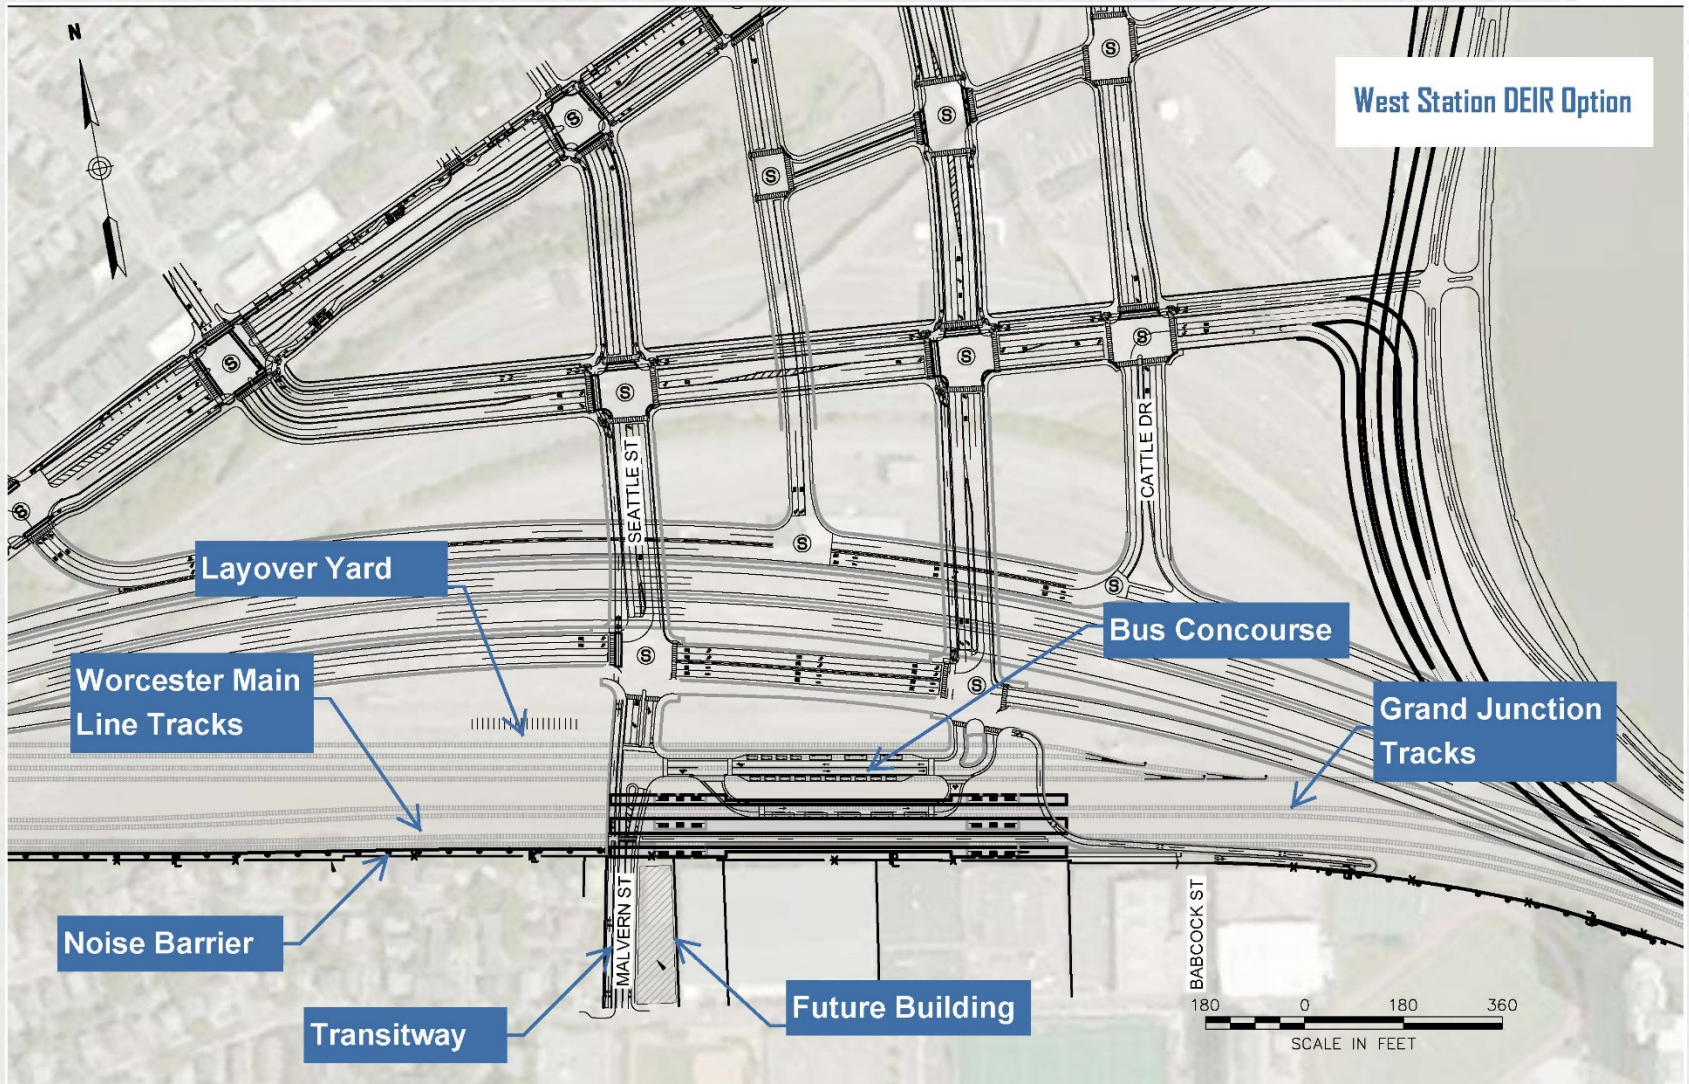 N
West Station DEIR Option
S
S
S
S
S
S
S
S
S
SEATTLE ST
CATTLE DR
S
S
S
Layover Yard
Bus Concourse
S
S
Worcester Main
Line Tracks
Grand Junction
Tracks
Noise Barrier
MALVERN ST
BABCOCK ST
Transitway
Future Building
180 0 180 360
SCALE IN FEET